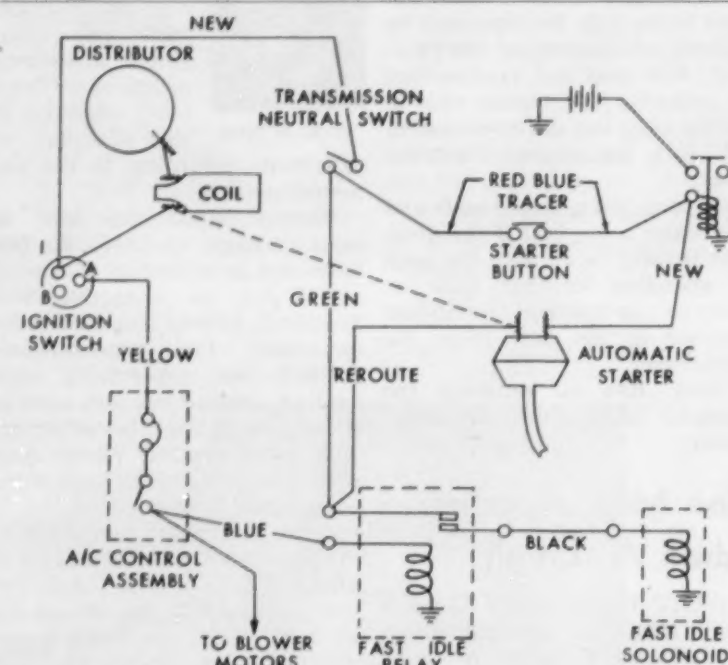 NEW
DISTRIBUTOR
TRANSMISSION
NEUTRAL SWITCH
COIL
RED BLUE
TRACER
STARTER
BUTTON
NEW
I
A
B
IGNITION
SWITCH
GREEN
YELLOW
REROUTE
AUTOMATIC
STARTER
BLUE
BLACK
A/C CONTROL
ASSEMBLY
TO BLOWER
MOTORS
FAST IDLE
RELAY
FAST IDLE
SOLONOID